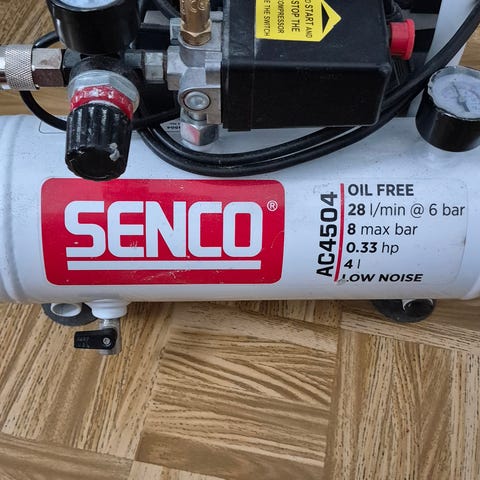 O START AND
STOP THE
COMPRESSOR
THE SWITCH
SENCO®
AC4504
OIL FREE
28 l/min @ 6 bar
8 max bar
0.33 hp
4 l
LOW NOISE